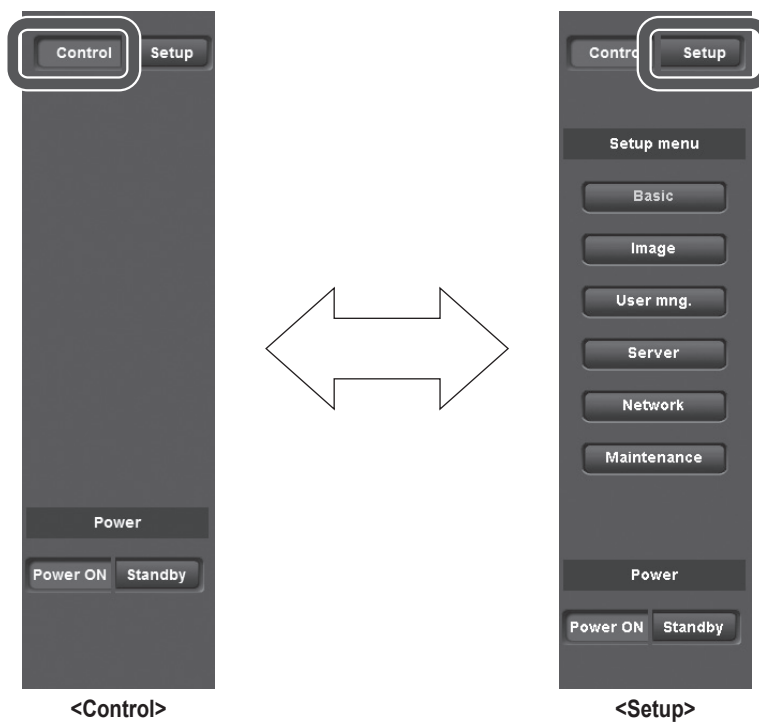 Control Setup
Power
Power ON Standby
<Control>
Contro Setup
Setup menu
Basic
Image
User mng.
Server
Network
Maintenance
Power
Power ON Standby
<Setup>